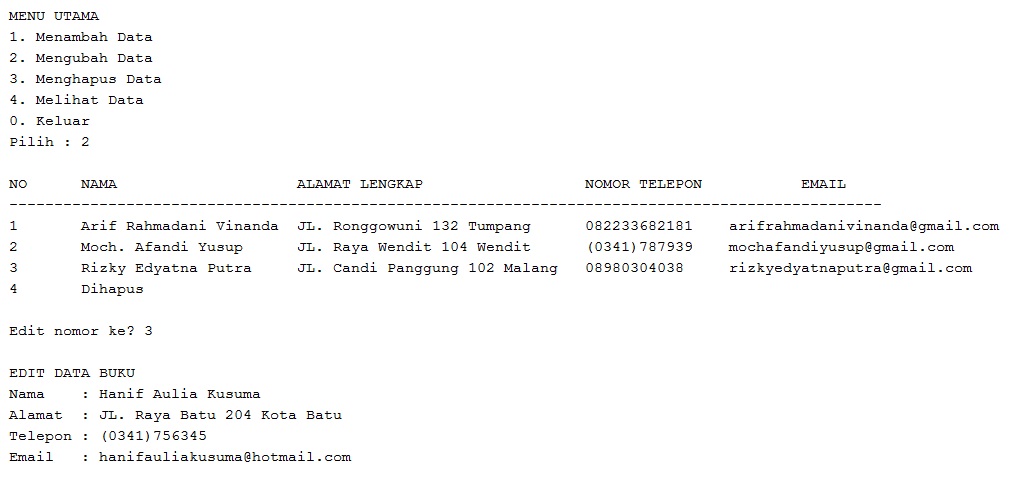 MENU UTAMA
1. Menambah Data
2. Mengubah Data
3. Menghapus Data
4. Melihat Data
0. Keluar
Pilih : 2
NO NAMA ALAMAT LENGKAP NOMOR TELEPON EMAIL
--------------------------------------------------------------------------------------------------
1 Arif Rahmadani Vinanda JL. Ronggowuni 132 Tumpang 082233682181 arifrahmadanivinanda@gmail.com
2 Moch. Afandi Yusup JL. Raya Wendit 104 Wendit (0341)787939 mochafandiyusup@gmail.com
3 Rizky Edyatna Putra JL. Candi Panggung 102 Malang 08980304038 rizkyedyatnaputra@gmail.com
4 Dihapus
Edit nomor ke? 3
EDIT DATA BUKU
Nama : Hanif Aulia Kusuma
Alamat : JL. Raya Batu 204 Kota Batu
Telepon : (0341)756345
Email : hanifauliakusuma@hotmail.com